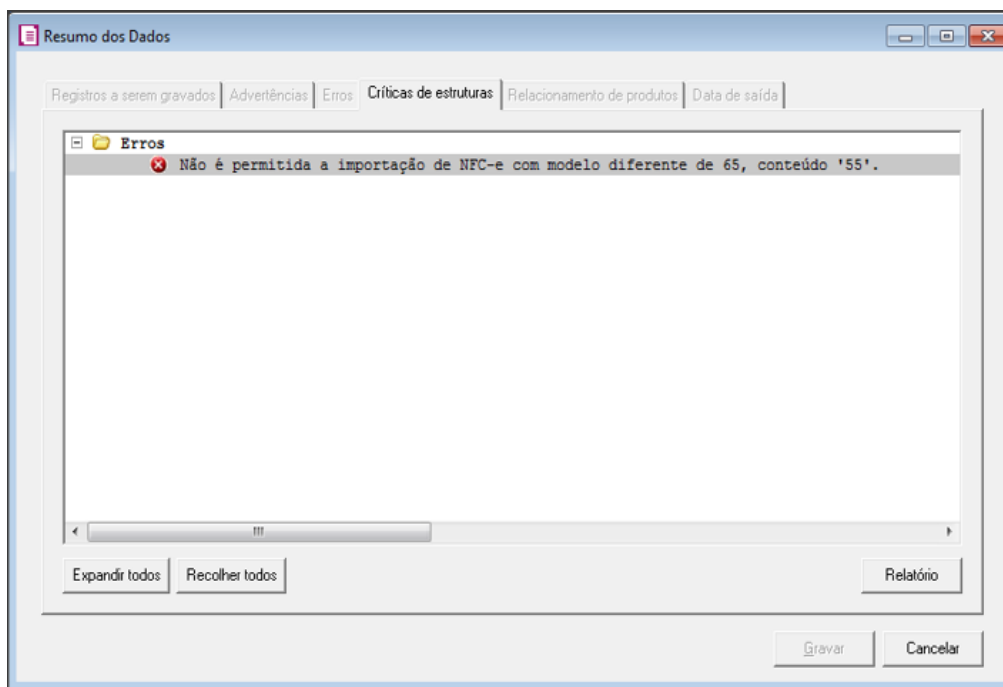 Resumo dos Dados
Registros a serem gravados Advertências Erros Críticas de estruturas Relacionamento de produtos Data de saída
Erros
Não é permitida a importação de NFC-e com modelo diferente de 65, conteúdo '55'.
Expandir todos Recolher todos Relatório
Gravar Cancelar